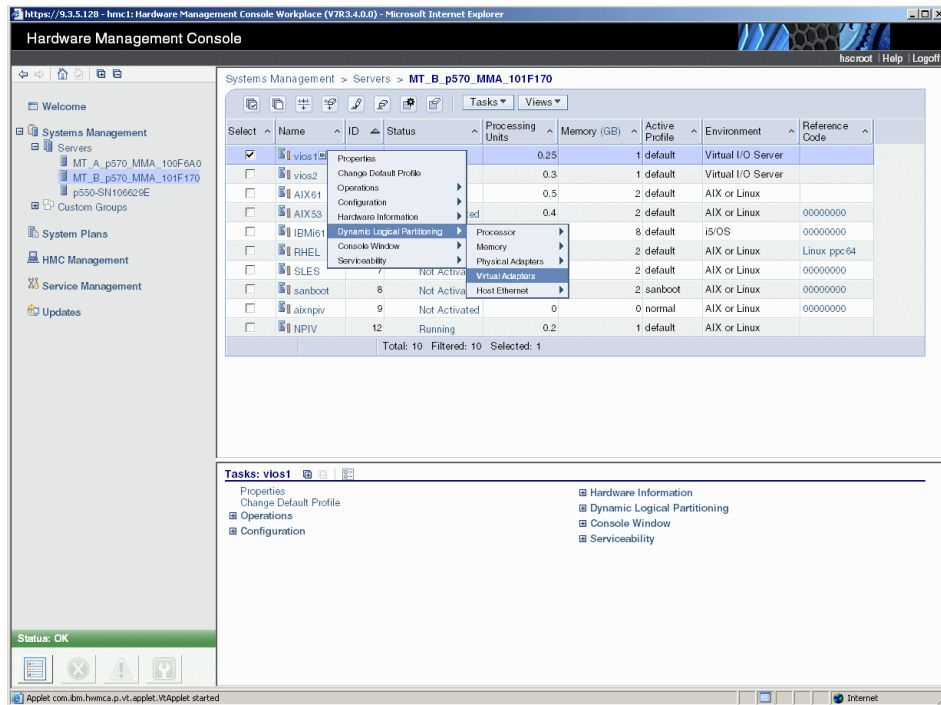 https://9.3.5.128 - hmc1: Hardware Management Console Workplace (V7R3.4.0.0) - Microsoft Internet Explorer
Hardware Management Console
hscroot | Help | Logoff
Systems Management > Servers > MT_B_p570_MMA_101F170
Welcome
Systems Management
Servers
MT_A_p570_MMA_100F6A0
MT_B_p570_MMA_101F170
p550-SN106629E
Custom Groups
System Plans
HMC Management
Service Management
Updates
Tasks Views
Select Name ID Status Processing Units Memory (GB) Active Profile Environment Reference Code
vios1 0.25 1 default Virtual I/O Server
vios2 0.3 1 default Virtual I/O Server
AIX61 0.5 2 default AIX or Linux
AIX53 ed 0.4 2 default AIX or Linux 00000000
IBMi61 8 default i5/OS 00000000
RHEL 2 default AIX or Linux Linux ppc64
SLES 7 Not Activa 2 default AIX or Linux 00000000
sanboot 8 Not Activa 2 sanboot AIX or Linux 00000000
aixnpiv 9 Not Activated 0 0 normal AIX or Linux 00000000
NPIV 12 Running 0.2 1 default AIX or Linux
Total: 10 Filtered: 10 Selected: 1
Properties
Change Default Profile
Operations
Configuration
Hardware Information
Dynamic Logical Partitioning
Console Window
Serviceability
Processor
Memory
Physical Adapters
Virtual Adapters
Host Ethernet
Tasks: vios1
Properties
Change Default Profile
Operations
Configuration
Hardware Information
Dynamic Logical Partitioning
Console Window
Serviceability
Status: OK
Applet com.ibm.hwmca.p.vt.applet.VtApplet started
Internet